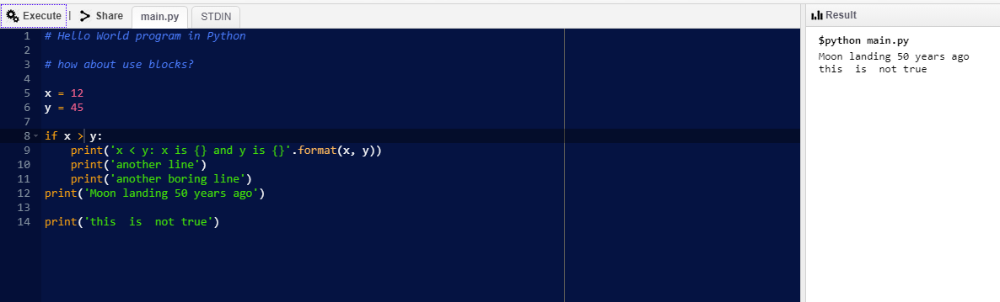 Execute | Share main.py STDIN
1 # Hello World program in Python
2
3 # how about use blocks?
4
5 x = 12
6 y = 45
7
8 if x > y:
9     print('x < y: x is {} and y is {}'.format(x, y))
10     print('another line')
11     print('another boring line')
12 print('Moon landing 50 years ago')
13
14 print('this  is  not true')
Result
$python main.py
Moon landing 50 years ago
this  is  not true